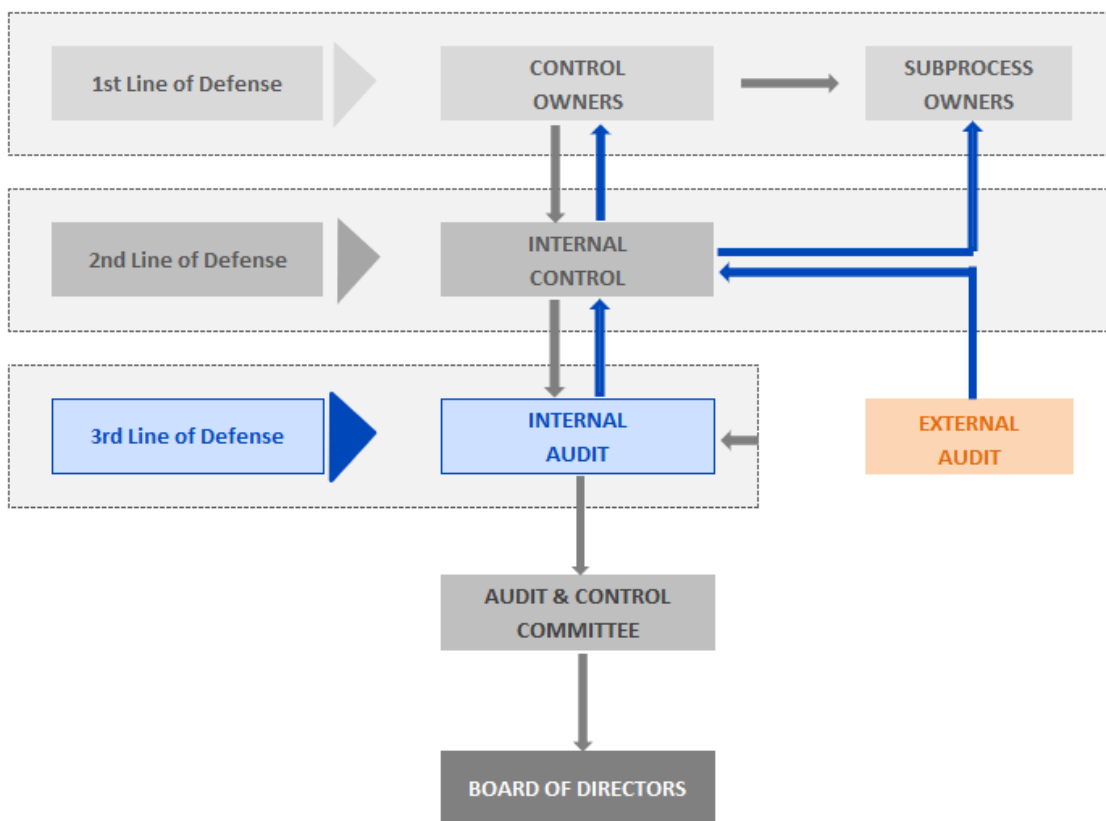 1st Line of Defense
CONTROL
OWNERS
SUBPROCESS
OWNERS
2nd Line of Defense
INTERNAL
CONTROL
3rd Line of Defense
INTERNAL
AUDIT
EXTERNAL
AUDIT
AUDIT & CONTROL
COMMITTEE
BOARD OF DIRECTORS